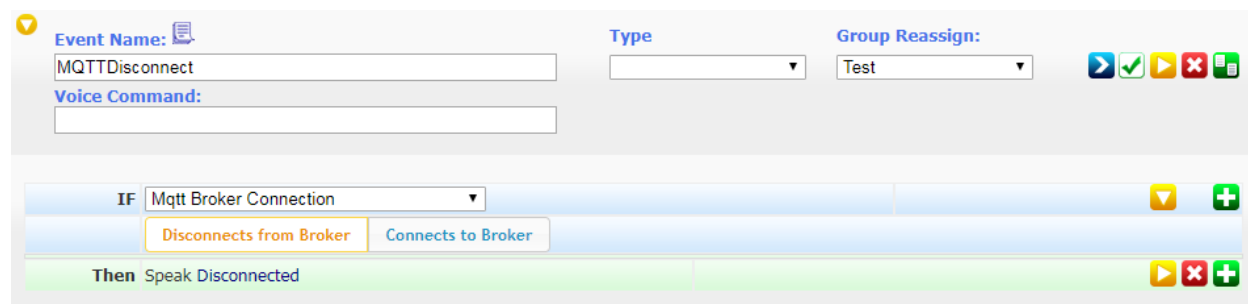 Event Name:
Type
Group Reassign:
MQTTDisconnect
Test
Voice Command:
IF Mqtt Broker Connection
Disconnects from Broker Connects to Broker
Then Speak Disconnected